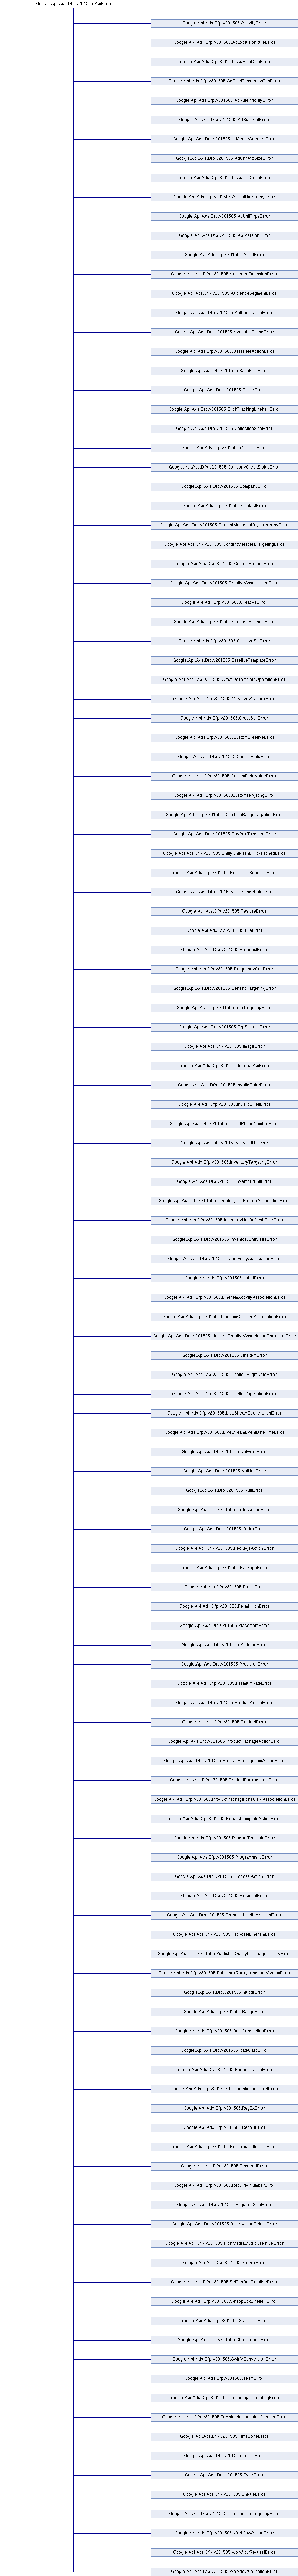 Google.Api.Ads.Dfp.v201505.ApiError
Google.Api.Ads.Dfp.v201505.ActivityError
Google.Api.Ads.Dfp.v201505.AdExclusionRuleError
Google.Api.Ads.Dfp.v201505.AdRuleDateError
Google.Api.Ads.Dfp.v201505.AdRuleFrequencyCapError
Google.Api.Ads.Dfp.v201505.AdRulePriorityError
Google.Api.Ads.Dfp.v201505.AdRuleSlotError
Google.Api.Ads.Dfp.v201505.AdSenseAccountError
Google.Api.Ads.Dfp.v201505.AdUnitAfcSizeError
Google.Api.Ads.Dfp.v201505.AdUnitCodeError
Google.Api.Ads.Dfp.v201505.AdUnitHierarchyError
Google.Api.Ads.Dfp.v201505.AdUnitTypeError
Google.Api.Ads.Dfp.v201505.ApiVersionError
Google.Api.Ads.Dfp.v201505.AssetError
Google.Api.Ads.Dfp.v201505.AudienceExtensionError
Google.Api.Ads.Dfp.v201505.AudienceSegmentError
Google.Api.Ads.Dfp.v201505.AuthenticationError
Google.Api.Ads.Dfp.v201505.AvailableBillingError
Google.Api.Ads.Dfp.v201505.BaseRateActionError
Google.Api.Ads.Dfp.v201505.BaseRateError
Google.Api.Ads.Dfp.v201505.BillingError
Google.Api.Ads.Dfp.v201505.ClickTrackingLineItemError
Google.Api.Ads.Dfp.v201505.CollectionSizeError
Google.Api.Ads.Dfp.v201505.CommonError
Google.Api.Ads.Dfp.v201505.CompanyCreditStatusError
Google.Api.Ads.Dfp.v201505.CompanyError
Google.Api.Ads.Dfp.v201505.ContactError
Google.Api.Ads.Dfp.v201505.ContentMetadataKeyHierarchyError
Google.Api.Ads.Dfp.v201505.ContentMetadataTargetingError
Google.Api.Ads.Dfp.v201505.ContentPartnerError
Google.Api.Ads.Dfp.v201505.CreativeAssetMacroError
Google.Api.Ads.Dfp.v201505.CreativeError
Google.Api.Ads.Dfp.v201505.CreativePreviewError
Google.Api.Ads.Dfp.v201505.CreativeSetError
Google.Api.Ads.Dfp.v201505.CreativeTemplateError
Google.Api.Ads.Dfp.v201505.CreativeTemplateOperationError
Google.Api.Ads.Dfp.v201505.CreativeWrapperError
Google.Api.Ads.Dfp.v201505.CrossSellError
Google.Api.Ads.Dfp.v201505.CustomCreativeError
Google.Api.Ads.Dfp.v201505.CustomFieldError
Google.Api.Ads.Dfp.v201505.CustomFieldValueError
Google.Api.Ads.Dfp.v201505.CustomTargetingError
Google.Api.Ads.Dfp.v201505.DateTimeRangeTargetingError
Google.Api.Ads.Dfp.v201505.DayPartTargetingError
Google.Api.Ads.Dfp.v201505.EntityChildrenLimitReachedError
Google.Api.Ads.Dfp.v201505.EntityLimitReachedError
Google.Api.Ads.Dfp.v201505.ExchangeRateError
Google.Api.Ads.Dfp.v201505.FeatureError
Google.Api.Ads.Dfp.v201505.FileError
Google.Api.Ads.Dfp.v201505.ForecastError
Google.Api.Ads.Dfp.v201505.FrequencyCapError
Google.Api.Ads.Dfp.v201505.GenericTargetingError
Google.Api.Ads.Dfp.v201505.GeoTargetingError
Google.Api.Ads.Dfp.v201505.GrpSettingsError
Google.Api.Ads.Dfp.v201505.ImageError
Google.Api.Ads.Dfp.v201505.InternalApiError
Google.Api.Ads.Dfp.v201505.InvalidColorError
Google.Api.Ads.Dfp.v201505.InvalidEmailError
Google.Api.Ads.Dfp.v201505.InvalidPhoneNumberError
Google.Api.Ads.Dfp.v201505.InvalidUrlError
Google.Api.Ads.Dfp.v201505.InventoryTargetingError
Google.Api.Ads.Dfp.v201505.InventoryUnitError
Google.Api.Ads.Dfp.v201505.InventoryUnitPartnerAssociationError
Google.Api.Ads.Dfp.v201505.InventoryUnitRefreshRateError
Google.Api.Ads.Dfp.v201505.InventoryUnitSizesError
Google.Api.Ads.Dfp.v201505.LabelEntityAssociationError
Google.Api.Ads.Dfp.v201505.LabelError
Google.Api.Ads.Dfp.v201505.LineItemActivityAssociationError
Google.Api.Ads.Dfp.v201505.LineItemCreativeAssociationError
Google.Api.Ads.Dfp.v201505.LineItemCreativeAssociationOperationError
Google.Api.Ads.Dfp.v201505.LineItemError
Google.Api.Ads.Dfp.v201505.LineItemFlightDateError
Google.Api.Ads.Dfp.v201505.LineItemOperationError
Google.Api.Ads.Dfp.v201505.LiveStreamEventActionError
Google.Api.Ads.Dfp.v201505.LiveStreamEventDateTimeError
Google.Api.Ads.Dfp.v201505.NetworkError
Google.Api.Ads.Dfp.v201505.NotNullError
Google.Api.Ads.Dfp.v201505.NullError
Google.Api.Ads.Dfp.v201505.OrderActionError
Google.Api.Ads.Dfp.v201505.OrderError
Google.Api.Ads.Dfp.v201505.PackageActionError
Google.Api.Ads.Dfp.v201505.PackageError
Google.Api.Ads.Dfp.v201505.ParseError
Google.Api.Ads.Dfp.v201505.PermissionError
Google.Api.Ads.Dfp.v201505.PlacementError
Google.Api.Ads.Dfp.v201505.PoddingError
Google.Api.Ads.Dfp.v201505.PrecisionError
Google.Api.Ads.Dfp.v201505.PremiumRateError
Google.Api.Ads.Dfp.v201505.ProductActionError
Google.Api.Ads.Dfp.v201505.ProductError
Google.Api.Ads.Dfp.v201505.ProductPackageActionError
Google.Api.Ads.Dfp.v201505.ProductPackageItemActionError
Google.Api.Ads.Dfp.v201505.ProductPackageItemError
Google.Api.Ads.Dfp.v201505.ProductPackageRateCardAssociationError
Google.Api.Ads.Dfp.v201505.ProductTemplateActionError
Google.Api.Ads.Dfp.v201505.ProductTemplateError
Google.Api.Ads.Dfp.v201505.ProgrammaticError
Google.Api.Ads.Dfp.v201505.ProposalActionError
Google.Api.Ads.Dfp.v201505.ProposalError
Google.Api.Ads.Dfp.v201505.ProposalLineItemActionError
Google.Api.Ads.Dfp.v201505.ProposalLineItemError
Google.Api.Ads.Dfp.v201505.PublisherQueryLanguageContextError
Google.Api.Ads.Dfp.v201505.PublisherQueryLanguageSyntaxError
Google.Api.Ads.Dfp.v201505.QuotaError
Google.Api.Ads.Dfp.v201505.RangeError
Google.Api.Ads.Dfp.v201505.RateCardActionError
Google.Api.Ads.Dfp.v201505.RateCardError
Google.Api.Ads.Dfp.v201505.ReconciliationError
Google.Api.Ads.Dfp.v201505.ReconciliationImportError
Google.Api.Ads.Dfp.v201505.RegExError
Google.Api.Ads.Dfp.v201505.ReportError
Google.Api.Ads.Dfp.v201505.RequiredCollectionError
Google.Api.Ads.Dfp.v201505.RequiredError
Google.Api.Ads.Dfp.v201505.RequiredNumberError
Google.Api.Ads.Dfp.v201505.RequiredSizeError
Google.Api.Ads.Dfp.v201505.ReservationDetailsError
Google.Api.Ads.Dfp.v201505.RichMediaStudioCreativeError
Google.Api.Ads.Dfp.v201505.ServerError
Google.Api.Ads.Dfp.v201505.SetTopBoxCreativeError
Google.Api.Ads.Dfp.v201505.SetTopBoxLineItemError
Google.Api.Ads.Dfp.v201505.StatementError
Google.Api.Ads.Dfp.v201505.StringLengthError
Google.Api.Ads.Dfp.v201505.SwiffyConversionError
Google.Api.Ads.Dfp.v201505.TeamError
Google.Api.Ads.Dfp.v201505.TechnologyTargetingError
Google.Api.Ads.Dfp.v201505.TemplateInstantiatedCreativeError
Google.Api.Ads.Dfp.v201505.TimeZoneError
Google.Api.Ads.Dfp.v201505.TokenError
Google.Api.Ads.Dfp.v201505.TypeError
Google.Api.Ads.Dfp.v201505.UniqueError
Google.Api.Ads.Dfp.v201505.UserDomainTargetingError
Google.Api.Ads.Dfp.v201505.WorkflowActionError
Google.Api.Ads.Dfp.v201505.WorkflowRequestError
Google.Api.Ads.Dfp.v201505.WorkflowValidationError